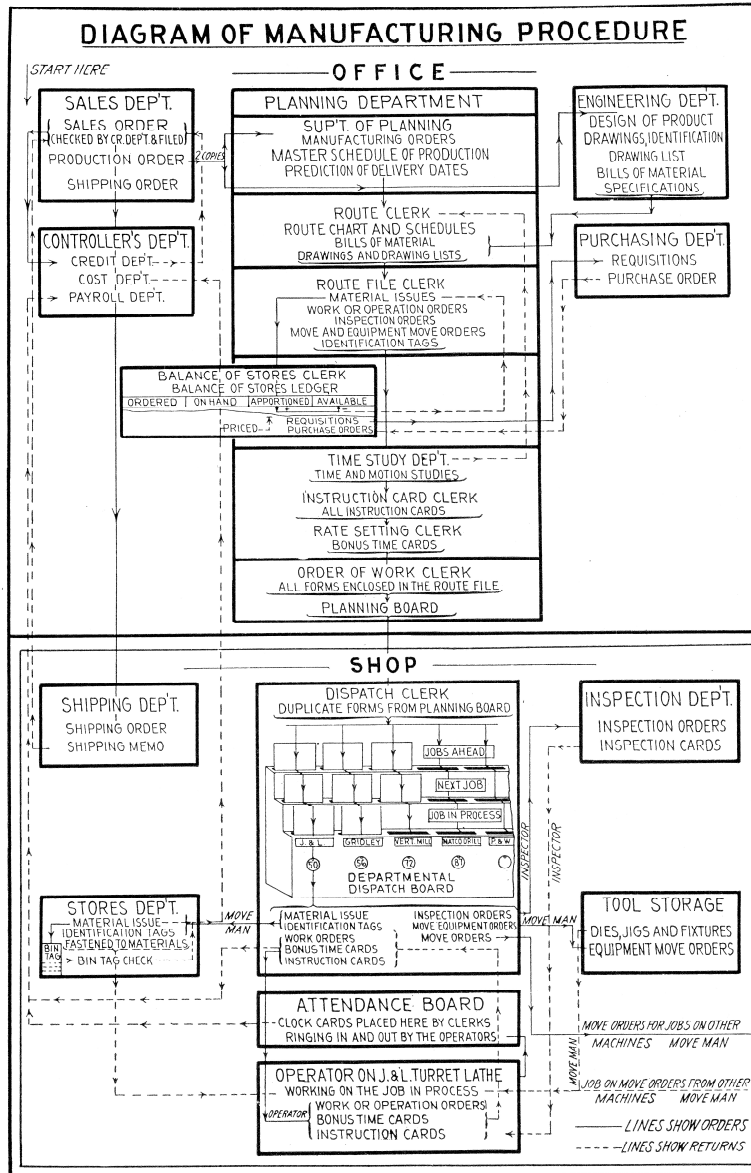 DIAGRAM OF MANUFACTURING PROCEDURE
START HERE
OFFICE
SALES DEP'T.
SALES ORDER
(CHECKED BY CR. DEPT. & FILED)
PRODUCTION ORDER
2 COPIES
SHIPPING ORDER
CONTROLLER'S DEP'T.
CREDIT DEPT.
COST DEP'T.
PAYROLL DEP'T.
PLANNING DEPARTMENT
SUP'T. OF PLANNING
MANUFACTURING ORDERS
MASTER SCHEDULE OF PRODUCTION
PREDICTION OF DELIVERY DATES
ROUTE CLERK
ROUTE CHART AND SCHEDULES
BILLS OF MATERIAL
DRAWINGS AND DRAWING LISTS
ROUTE FILE CLERK
MATERIAL ISSUES
WORK OR OPERATION ORDERS
INSPECTION ORDERS
MOVE AND EQUIPMENT MOVE ORDERS
IDENTIFICATION TAGS
BALANCE OF STORES CLERK
BALANCE OF STORES LEDGER
ORDERED ON HAND APPORTIONED AVAILABLE
PRICED
REQUISITIONS
PURCHASE ORDERS
TIME STUDY DEP'T.
TIME AND MOTION STUDIES
INSTRUCTION CARD CLERK
ALL INSTRUCTION CARDS
RATE SETTING CLERK
BONUS TIME CARDS
ORDER OF WORK CLERK
ALL FORMS ENCLOSED IN THE ROUTE FILE
PLANNING BOARD
ENGINEERING DEPT.
DESIGN OF PRODUCT
DRAWINGS, IDENTIFICATION
DRAWING LIST
BILLS OF MATERIAL
SPECIFICATIONS
PURCHASING DEPT.
REQUISITIONS
PURCHASE ORDER
SHOP
SHIPPING DEP'T.
SHIPPING ORDER
SHIPPING MEMO
DISPATCH CLERK
DUPLICATE FORMS FROM PLANNING BOARD
JOBS AHEAD
NEXT JOB
JOB IN PROCESS
J. & L. GRIDLEY VERT. MILL NATCO DRILL P. & W.
50 56 72 87
DEPARTMENTAL
DISPATCH BOARD
INSPECTION DEP'T.
INSPECTION ORDERS
INSPECTION CARDS
INSPECTOR
INSPECTOR
STORES DEP'T.
MATERIAL ISSUE
IDENTIFICATION TAGS
FASTENED TO MATERIALS
BIN TAG
BIN TAG CHECK
MOVE MAN
MATERIAL ISSUE
IDENTIFICATION TAGS
WORK ORDERS
BONUS TIME CARDS
INSTRUCTION CARDS
INSPECTION ORDERS
MOVE EQUIPMENT ORDERS
MOVE ORDERS
MOVE MAN
TOOL STORAGE
DIES, JIGS AND FIXTURES
EQUIPMENT MOVE ORDERS
ATTENDANCE BOARD
CLOCK CARDS PLACED HERE BY CLERKS
RINGING IN AND OUT BY THE OPERATORS
MOVE ORDERS FOR JOBS ON OTHER
MACHINES MOVE MAN
MOVE MAN
OPERATOR ON J. & L. TURRET LATHE
WORKING ON THE JOB IN PROCESS
OPERATOR
WORK OR OPERATION ORDERS
BONUS TIME CARDS
INSTRUCTION CARDS
JOB ON MOVE ORDERS FROM OTHER
MACHINES MOVE MAN
LINES SHOW ORDERS
LINES SHOW RETURNS